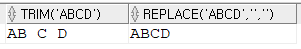 TRIM('ABCD') REPLACE('ABCD','','')
AB C D ABCD